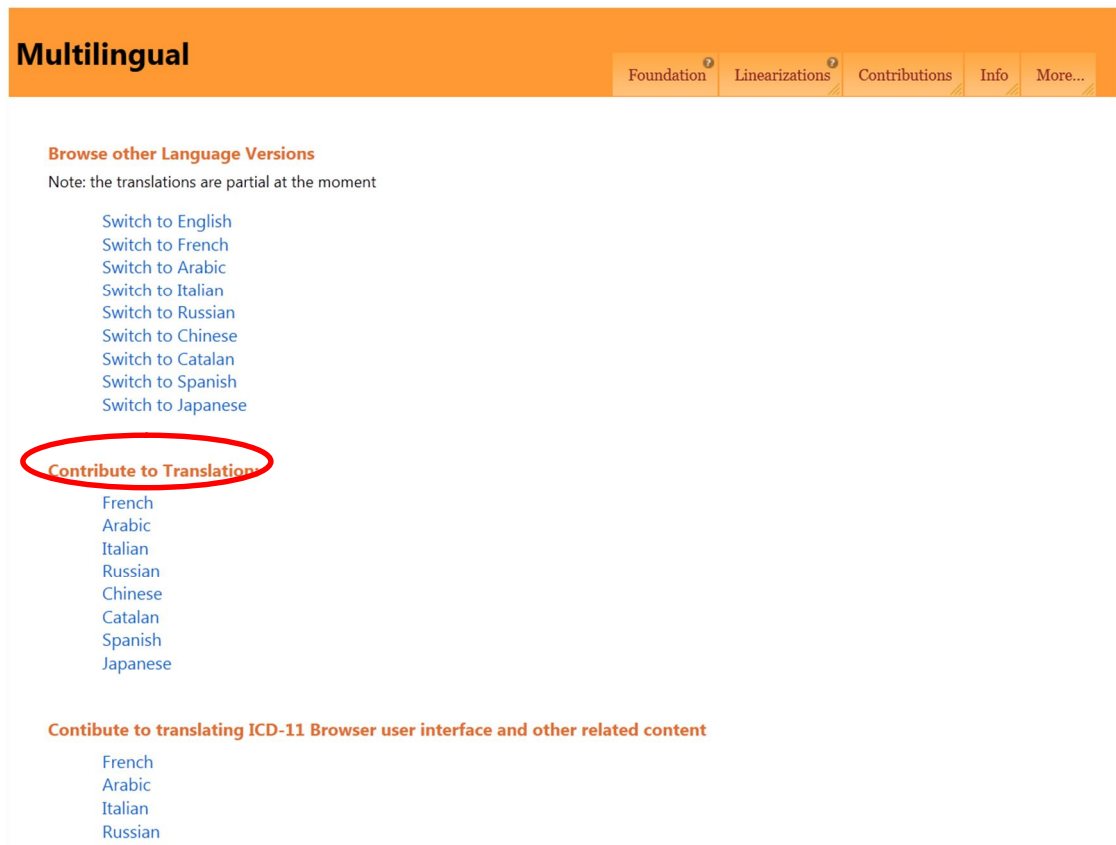 Multilingual
Foundation Linearizations Contributions Info More...
Browse other Language Versions
Note: the translations are partial at the moment
Switch to English
Switch to French
Switch to Arabic
Switch to Italian
Switch to Russian
Switch to Chinese
Switch to Catalan
Switch to Spanish
Switch to Japanese
Contribute to Translation:
French
Arabic
Italian
Russian
Chinese
Catalan
Spanish
Japanese
Contibute to translating ICD-11 Browser user interface and other related content
French
Arabic
Italian
Russian